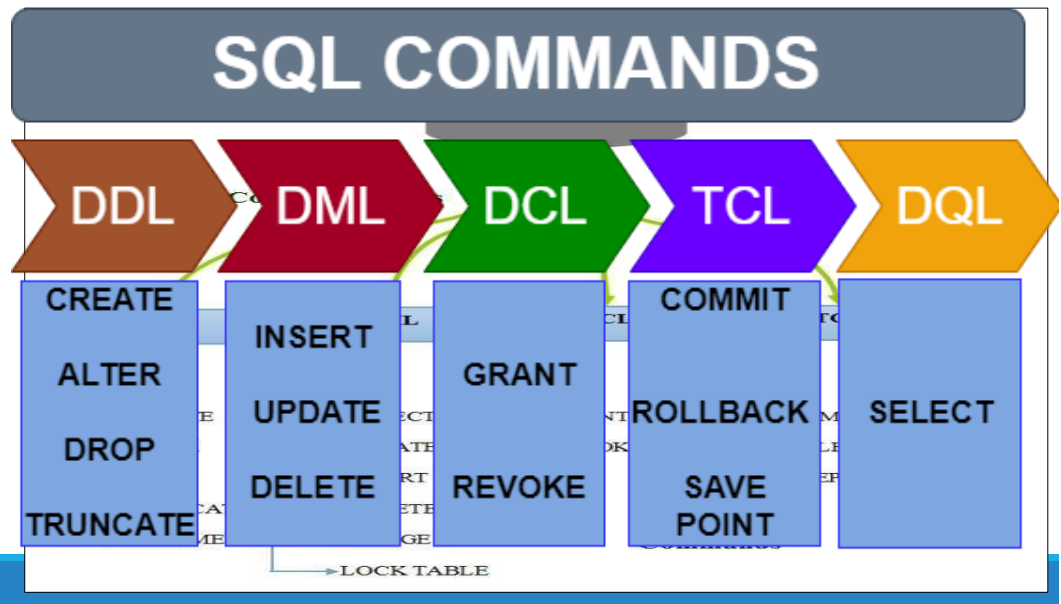 SQL COMMANDS
DDL
DML
DCL
TCL
DQL
CREATE
ALTER
DROP
TRUNCATE
INSERT
UPDATE
DELETE
GRANT
REVOKE
COMMIT
ROLLBACK
SAVE
POINT
SELECT
LOCK TABLE